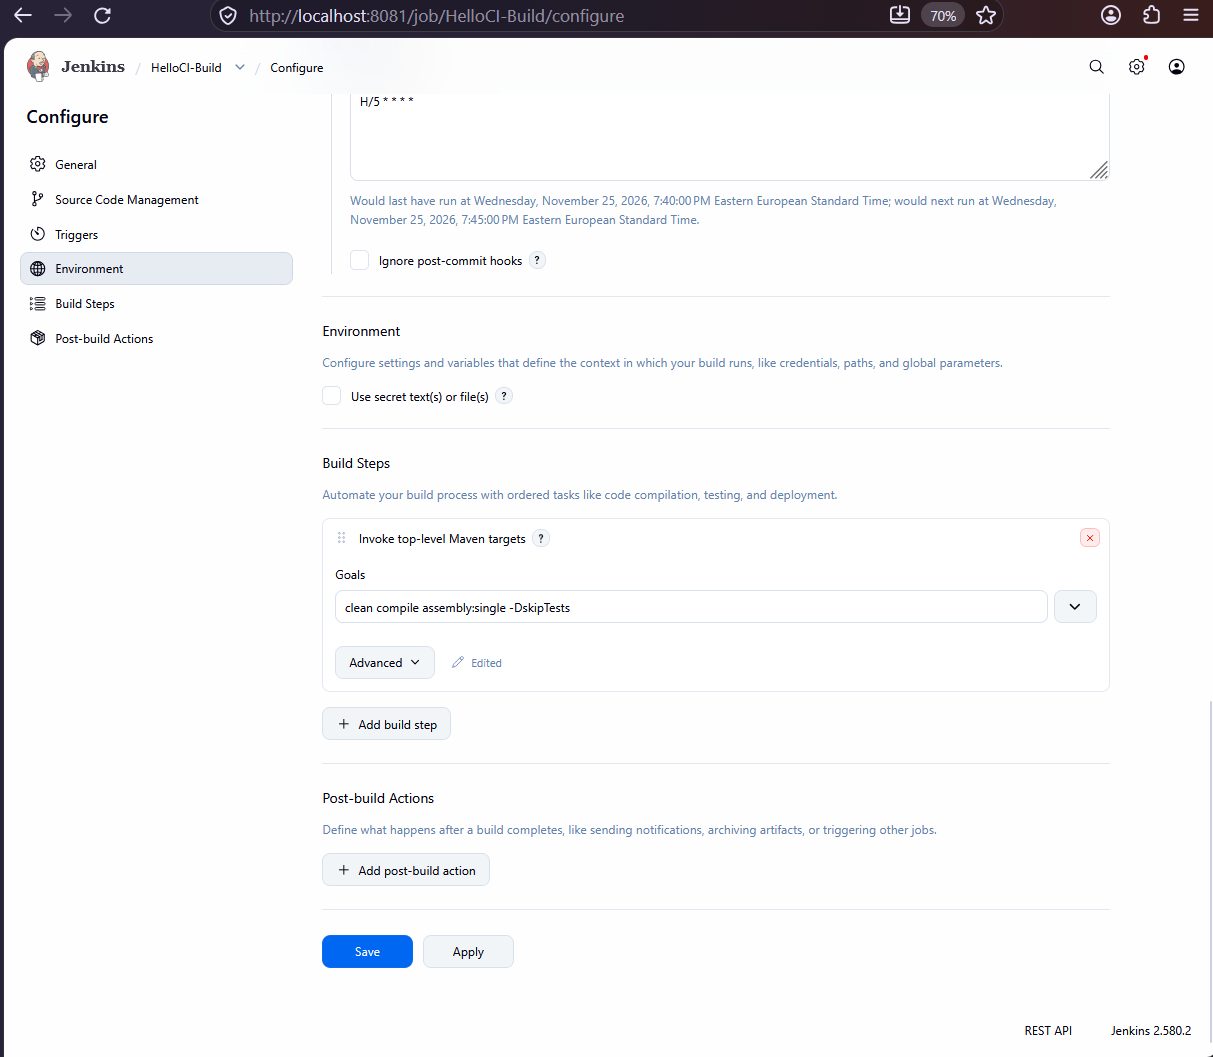 http://localhost:8081/job/HelloCI-Build/configure
70%
Jenkins / HelloCI-Build / Configure
Configure
General
Source Code Management
Triggers
Environment
Build Steps
Post-build Actions
H/5 * * * *
Would last have run at Wednesday, November 25, 2026, 7:40:00 PM Eastern European Standard Time; would next run at Wednesday,
November 25, 2026, 7:45:00 PM Eastern European Standard Time.
Ignore post-commit hooks ?
Environment
Configure settings and variables that define the context in which your build runs, like credentials, paths, and global parameters.
Use secret text(s) or file(s) ?
Build Steps
Automate your build process with ordered tasks like code compilation, testing, and deployment.
Invoke top-level Maven targets ?
Goals
clean compile assembly:single -DskipTests
Advanced
Edited
+ Add build step
Post-build Actions
Define what happens after a build completes, like sending notifications, archiving artifacts, or triggering other jobs.
+ Add post-build action
Save
Apply
REST API
Jenkins 2.580.2